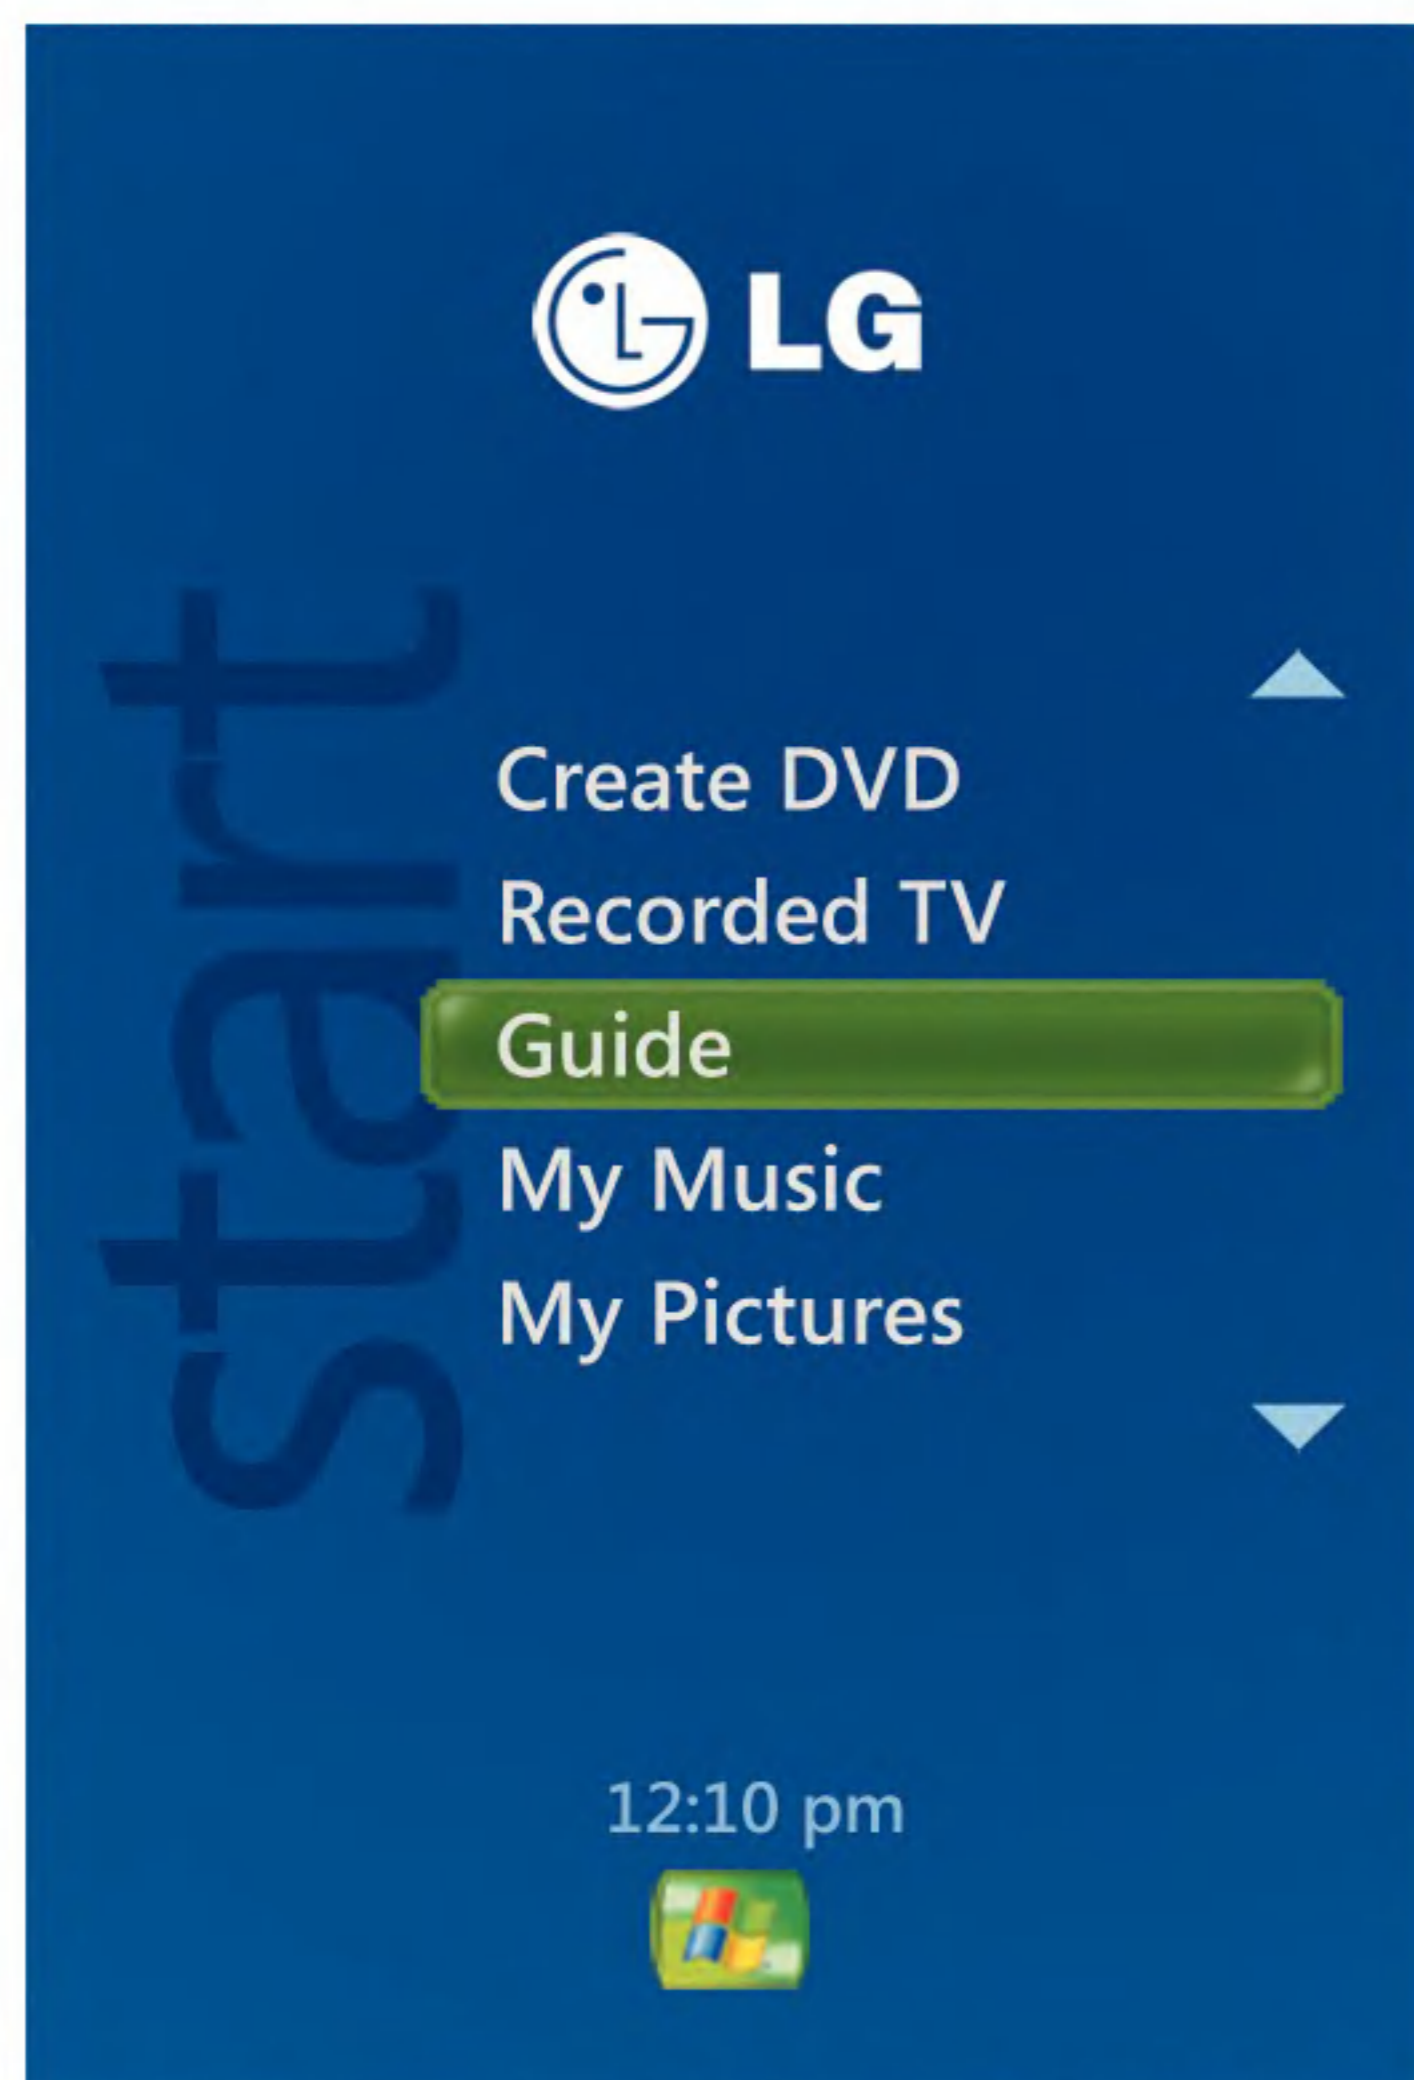 LG
start
Create DVD
Recorded TV
Guide
My Music
My Pictures
12:10 pm